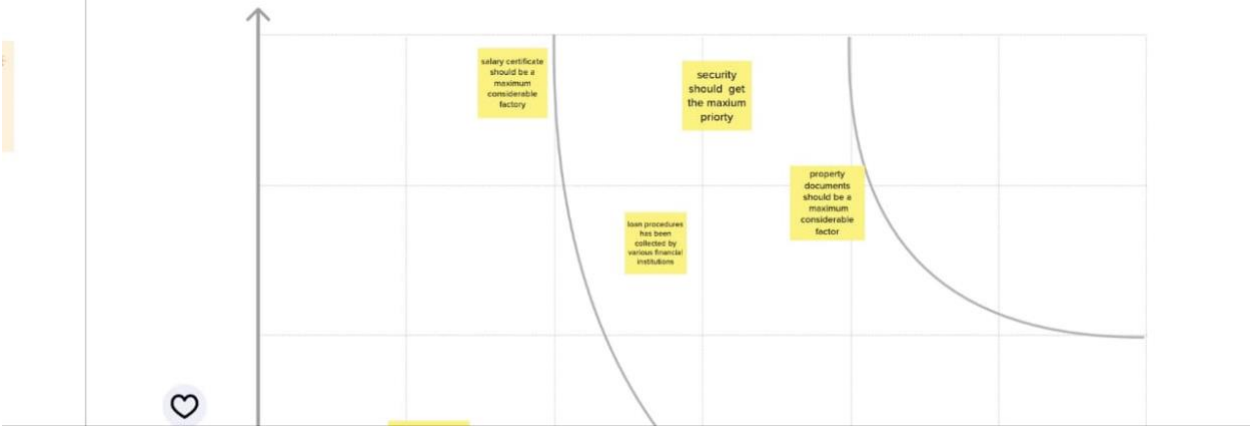 salary certificate
should be a
maximum
considerable
factory
security
should get
the maxium
priorty
property
documents
should be a
maximum
considerable
factor
loan procedures
has been
collected by
various financial
institutions